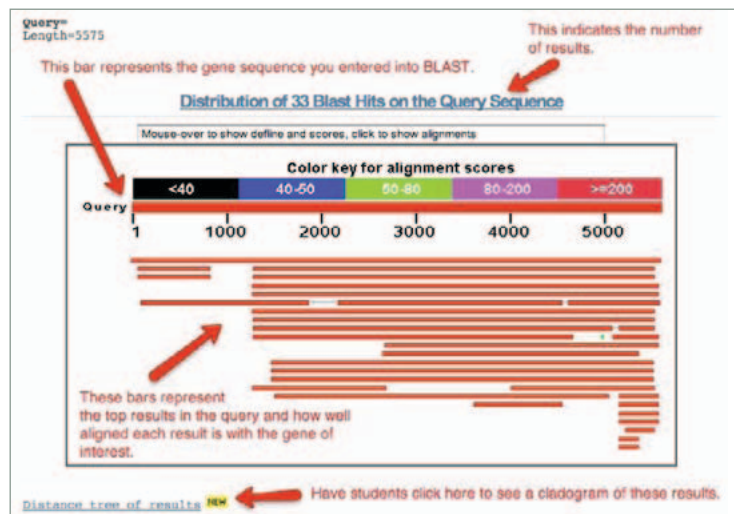 Query=
Length=5575
This indicates the number
of results.
This bar represents the gene sequence you entered into BLAST.
Distribution of 33 Blast Hits on the Query Sequence
Mouse-over to show defline and scores, click to show alignments
Color key for alignment scores
<40 40-50 50-80 80-200 >=200
Query
1 1000 2000 3000 4000 5000
These bars represent
the top results in the query and how well
aligned each result is with the gene of
interest.
Distance tree of results NEW
Have students click here to see a cladogram of these results.